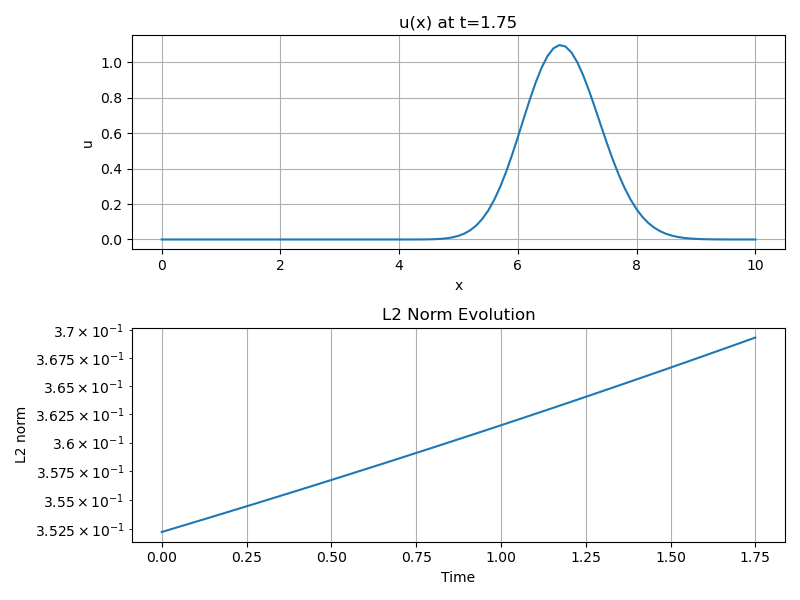 u(x) at t=1.75
u
1.0
0.8
0.6
0.4
0.2
0.0
0 2 4 6 8 10
x
L2 Norm Evolution
L2 norm
3.7 × 10⁻¹
3.675 × 10⁻¹
3.65 × 10⁻¹
3.625 × 10⁻¹
3.6 × 10⁻¹
3.575 × 10⁻¹
3.55 × 10⁻¹
3.525 × 10⁻¹
0.00 0.25 0.50 0.75 1.00 1.25 1.50 1.75
Time